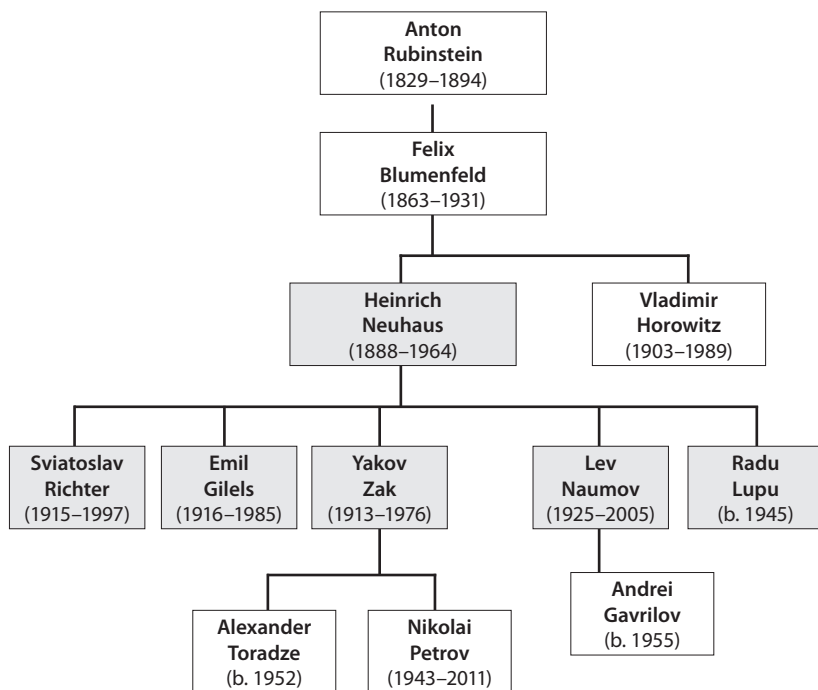 Anton
Rubinstein
(1829–1894)
Felix
Blumenfeld
(1863–1931)
Heinrich
Neuhaus
(1888–1964)
Vladimir
Horowitz
(1903–1989)
Sviatoslav
Richter
(1915–1997)
Emil
Gilels
(1916–1985)
Yakov
Zak
(1913–1976)
Lev
Naumov
(1925–2005)
Radu
Lupu
(b. 1945)
Alexander
Toradze
(b. 1952)
Nikolai
Petrov
(1943–2011)
Andrei
Gavrilov
(b. 1955)